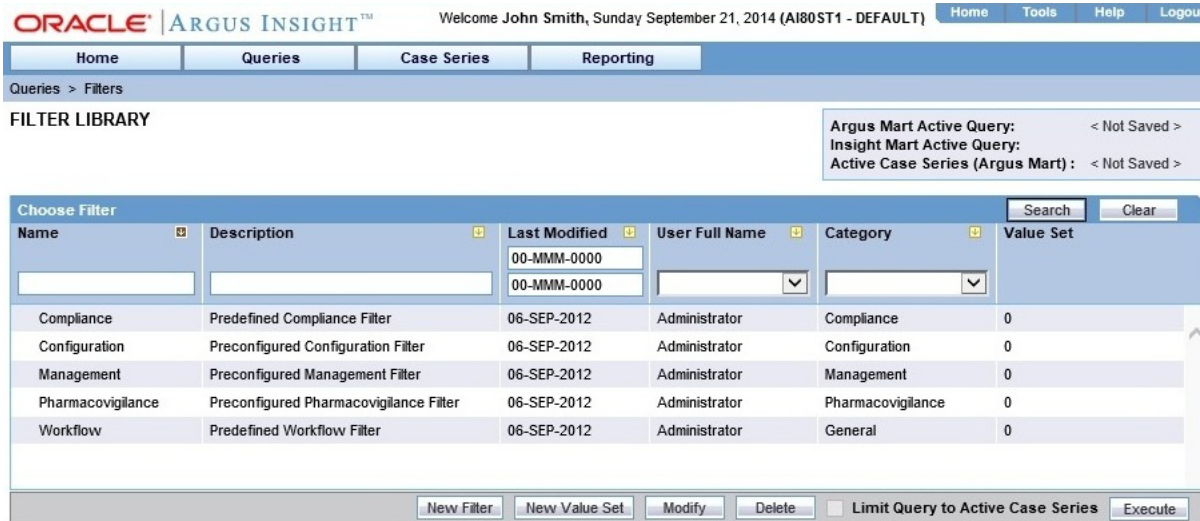 ORACLE® ARGUS INSIGHT™ Welcome John Smith, Sunday September 21, 2014 (AI80ST1 - DEFAULT) Home Tools Help Logou
Home Queries Case Series Reporting
Queries > Filters
FILTER LIBRARY
Argus Mart Active Query: < Not Saved >
Insight Mart Active Query:
Active Case Series (Argus Mart) : < Not Saved >
Choose Filter Search Clear
Name Description Last Modified User Full Name Category Value Set
00-MMM-0000
00-MMM-0000
Compliance Predefined Compliance Filter 06-SEP-2012 Administrator Compliance 0
Configuration Preconfigured Configuration Filter 06-SEP-2012 Administrator Configuration 0
Management Preconfigured Management Filter 06-SEP-2012 Administrator Management 0
Pharmacovigilance Preconfigured Pharmacovigilance Filter 06-SEP-2012 Administrator Pharmacovigilance 0
Workflow Predefined Workflow Filter 06-SEP-2012 Administrator General 0
New Filter New Value Set Modify Delete Limit Query to Active Case Series Execute